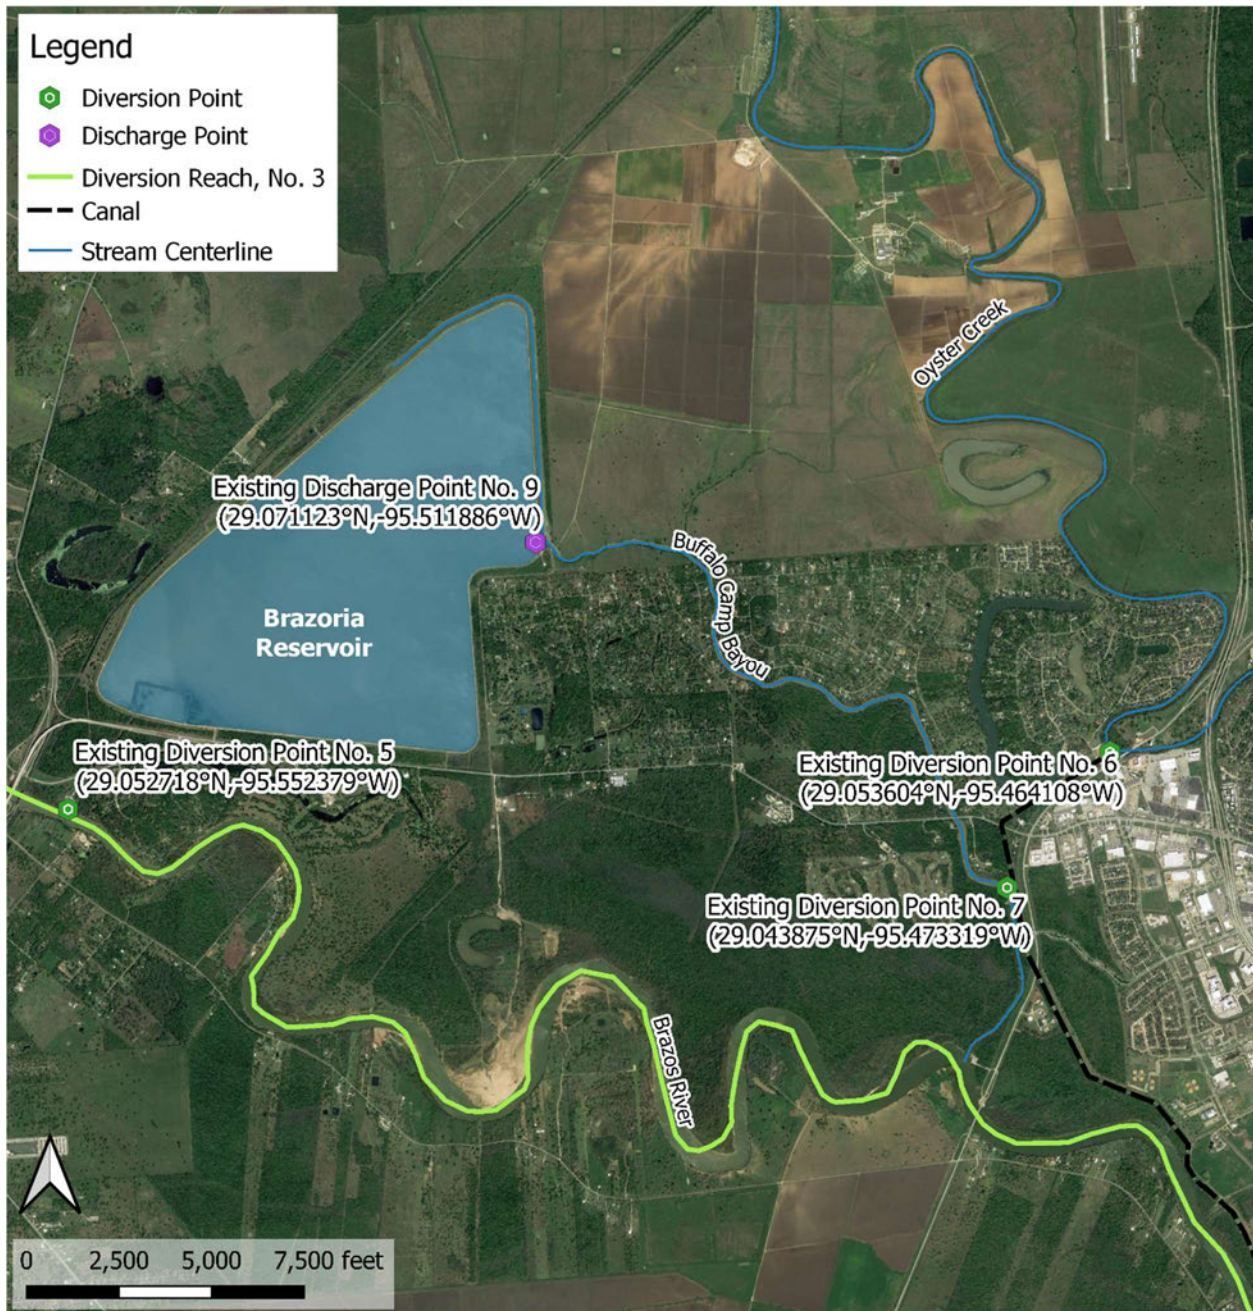 Legend
Diversion Point
Discharge Point
Diversion Reach, No. 3
Canal
Stream Centerline
Oyster Creek
Existing Discharge Point No. 9
(29.071123°N,-95.511886°W)
Buffalo Camp Bayou
Brazoria
Reservoir
Existing Diversion Point No. 5
(29.052718°N,-95.552379°W)
Existing Diversion Point No. 6
(29.053604°N,-95.464108°W)
Existing Diversion Point No. 7
(29.043875°N,-95.473319°W)
Brazos River
0 2,500 5,000 7,500 feet